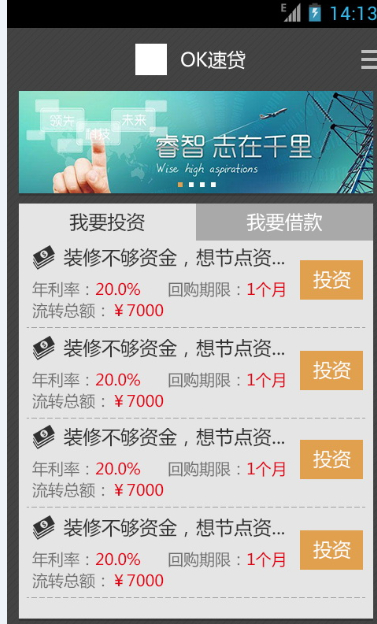 E 14:13
OK速贷
领先 未来
科技
睿智 志在千里
Wise high aspirations
我要投资 我要借款
装修不够资金，想节点资...
年利率：20.0% 回购期限：1个月
投资
流转总额：￥7000
装修不够资金，想节点资...
年利率：20.0% 回购期限：1个月
投资
流转总额：￥7000
装修不够资金，想节点资...
年利率：20.0% 回购期限：1个月
投资
流转总额：￥7000
装修不够资金，想节点资...
年利率：20.0% 回购期限：1个月
投资
流转总额：￥7000